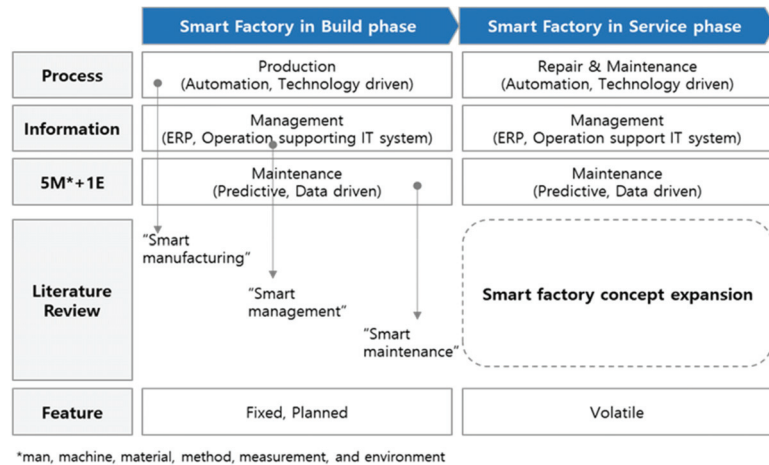 Smart Factory in Build phase
Smart Factory in Service phase
Process
Production
(Automation, Technology driven)
Repair & Maintenance
(Automation, Technology driven)
Information
Management
(ERP, Operation supporting IT system)
Management
(ERP, Operation support IT system)
5M*+1E
Maintenance
(Predictive, Data driven)
Maintenance
(Predictive, Data driven)
Literature
Review
"Smart
manufacturing"
"Smart
management"
"Smart
maintenance"
Smart factory concept expansion
Feature
Fixed, Planned
Volatile
*man, machine, material, method, measurement, and environment